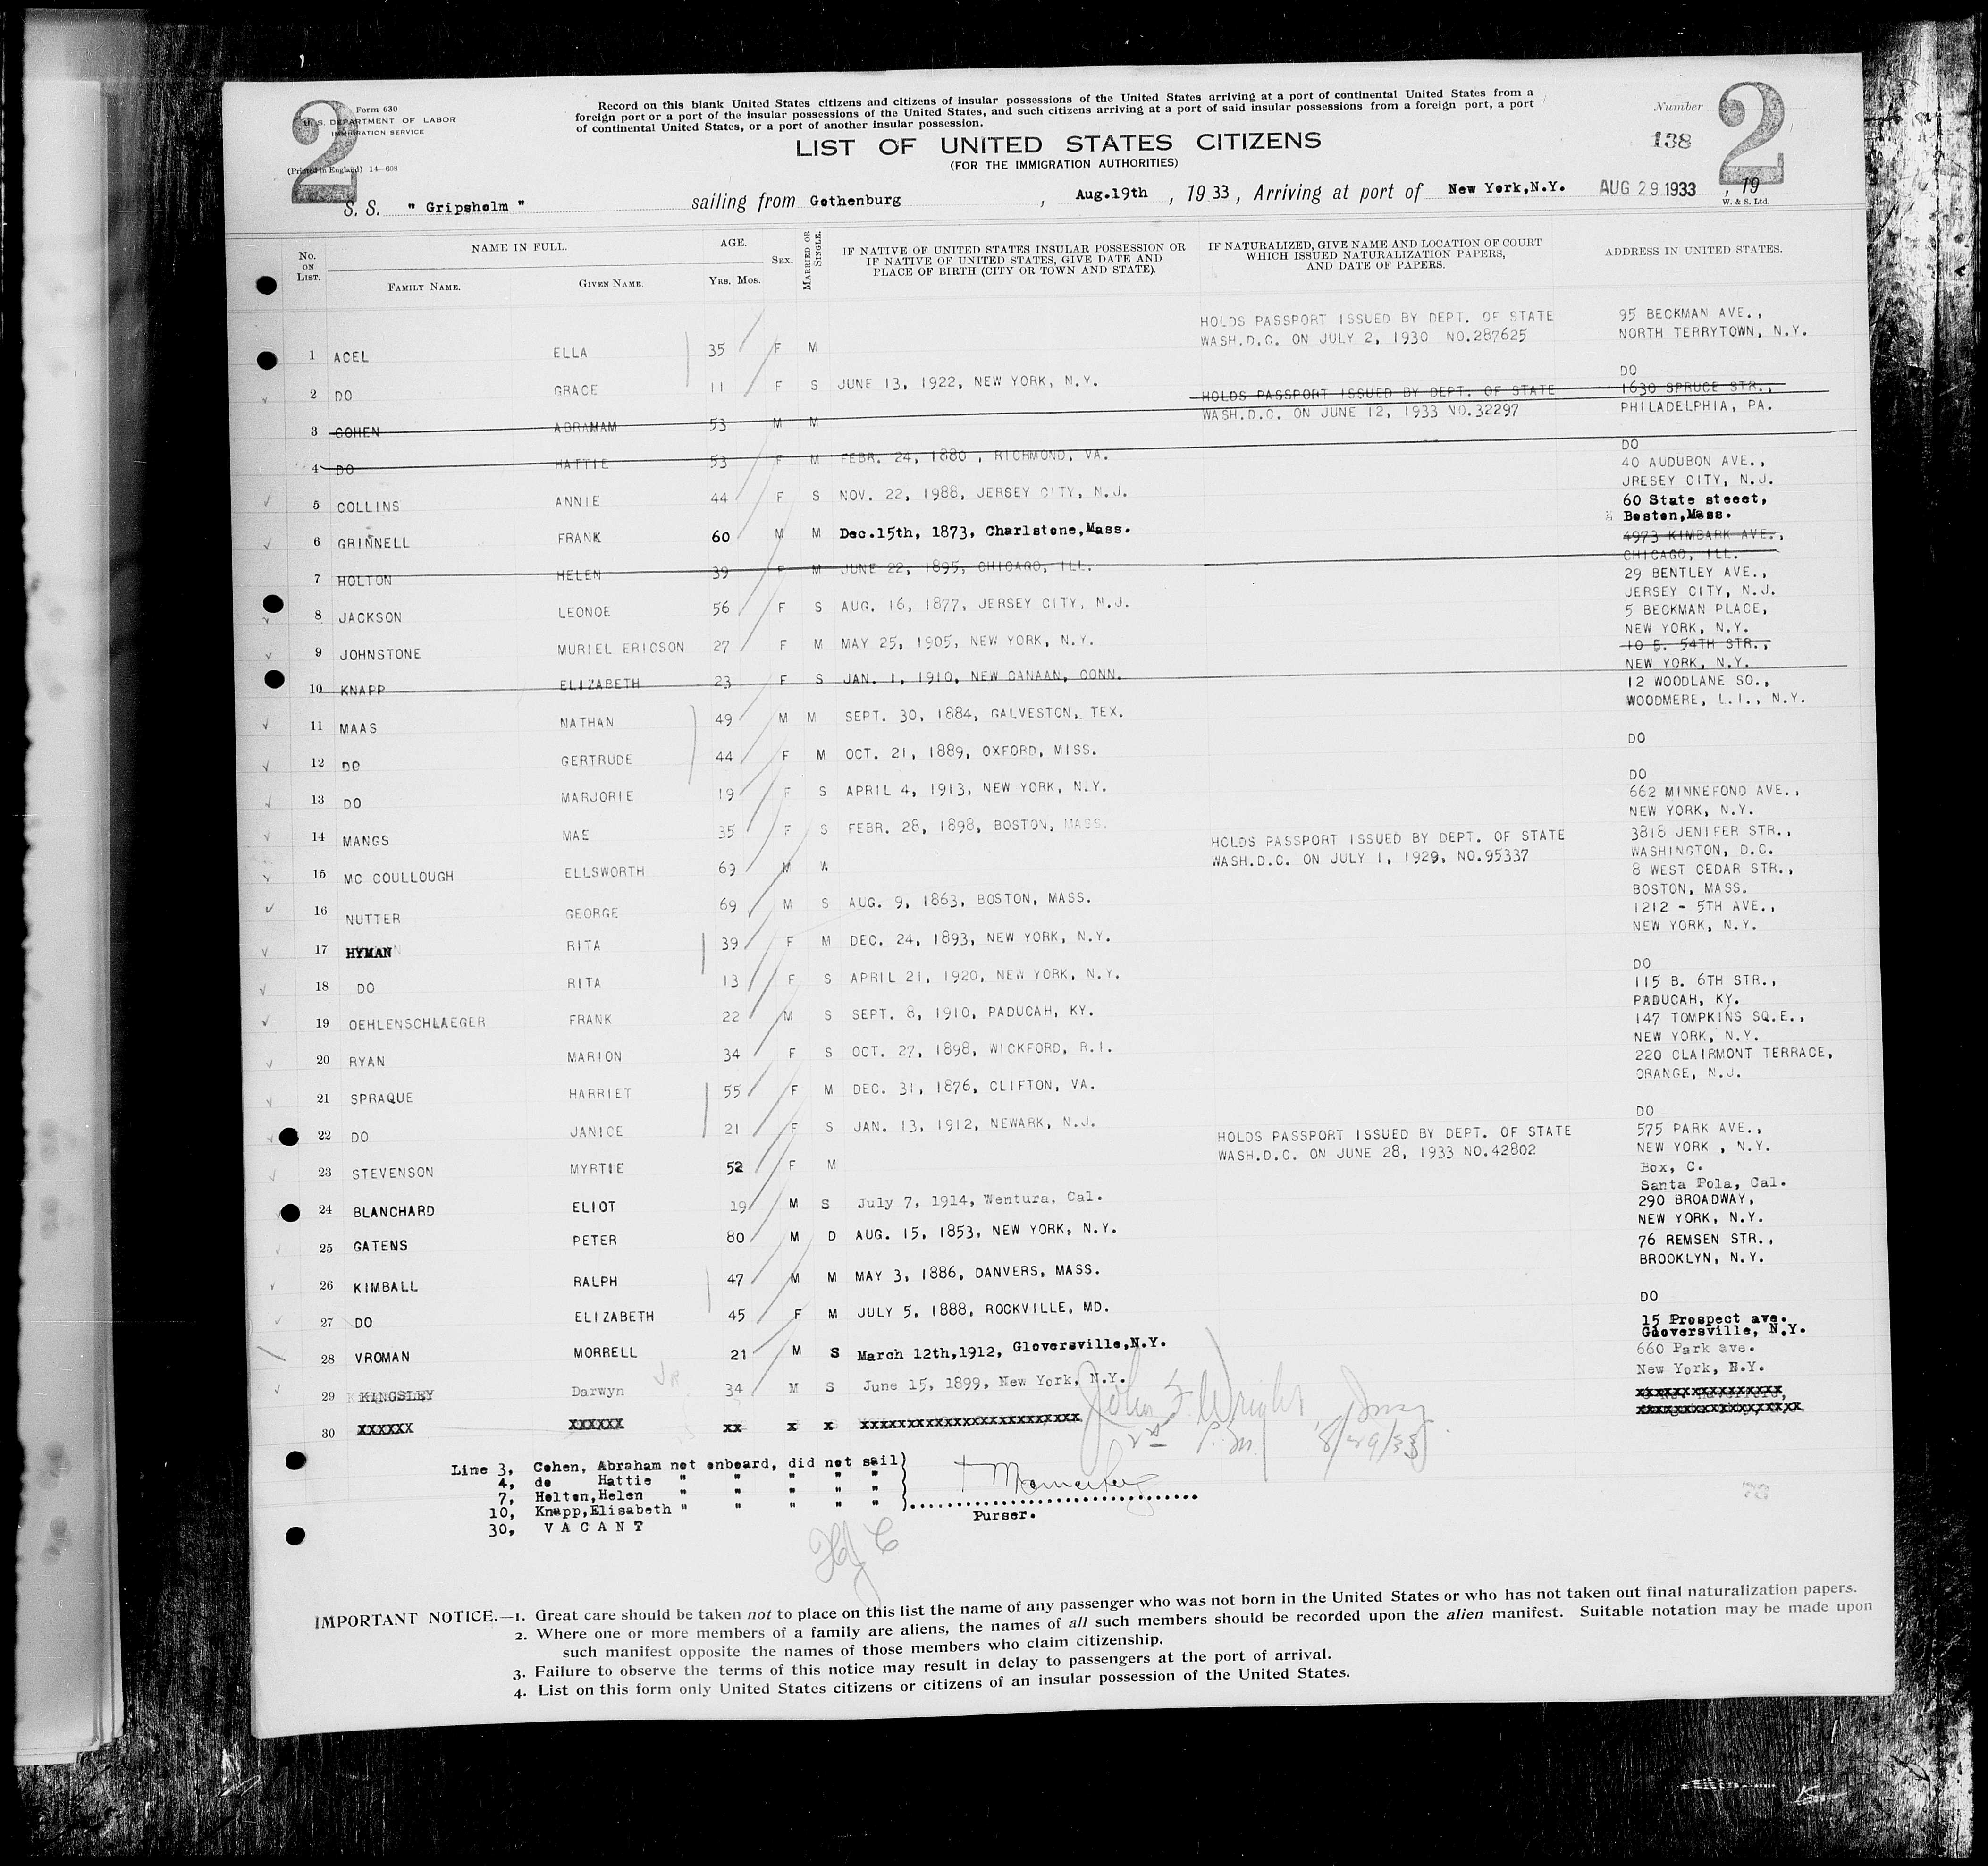 2
Form 630
U. S. DEPARTMENT OF LABOR
IMMIGRATION SERVICE
(Printed in England) 14—608
Record on this blank United States citizens and citizens of insular possessions of the United States arriving at a port of continental United States from a
foreign port or a port of the insular possessions of the United States, and such citizens arriving at a port of said insular possessions from a foreign port, a port
of continental United States, or a port of another insular possession.
Number
138
2
LIST OF UNITED STATES CITIZENS
(FOR THE IMMIGRATION AUTHORITIES)
S. S. " Gripsholm " sailing from Gothenburg , Aug.19th , 19 33 , Arriving at port of New York,N.Y. AUG 29 1933 , 19
W. & S. Ltd.
No. ON LIST. NAME IN FULL. FAMILY NAME. GIVEN NAME. AGE. YRS. MOS. SEX. MARRIED OR SINGLE. IF NATIVE OF UNITED STATES INSULAR POSSESSION OR IF NATIVE OF UNITED STATES, GIVE DATE AND PLACE OF BIRTH (CITY OR TOWN AND STATE). IF NATURALIZED, GIVE NAME AND LOCATION OF COURT WHICH ISSUED NATURALIZATION PAPERS, AND DATE OF PAPERS. ADDRESS IN UNITED STATES.
1 ACEL ELLA 35 F M HOLDS PASSPORT ISSUED BY DEPT. OF STATE WASH.D.C. ON JULY 2, 1930 NO.287625 95 BECKMAN AVE., NORTH TERRYTOWN, N.Y.
2 DO GRACE 11 F S JUNE 13, 1922, NEW YORK, N.Y. DO
3 COHEN ABRAHAM 53 M M HOLDS PASSPORT ISSUED BY DEPT. OF STATE WASH.D.C. ON JUNE 12, 1933 NO.32297 1630 SPRUCE STR., PHILADELPHIA, PA.
4 DO HATTIE 53 F M FEBR. 24, 1880 , RICHMOND, VA. DO
5 COLLINS ANNIE 44 F S NOV. 22, 1988, JERSEY CITY, N.J. 40 AUDUBON AVE., JRESEY CITY, N.J.
6 GRINNELL FRANK 60 M M Dec.15th, 1873, Charlstone,Mass. 60 State steeet, Boston,Mass.
7 HOLTON HELEN 39 F M JUNE 22, 1895, CHICAGO, ILL. 4973 KIMBARK AVE., CHICAGO, ILL.
8 JACKSON LEONOE 56 F S AUG. 16, 1877, JERSEY CITY, N.J. 29 BENTLEY AVE., JERSEY CITY, N.J.
9 JOHNSTONE MURIEL ERICSON 27 F M MAY 25, 1905, NEW YORK, N.Y. 5 BECKMAN PLACE, NEW YORK, N.Y.
10 KNAPP ELIZABETH 23 F S JAN. 1, 1910, NEW CANAAN, CONN. 10 E. 54TH STR., NEW YORK, N.Y.
11 MAAS NATHAN 49 M M SEPT. 30, 1884, GALVESTON, TEX. 12 WOODLANE SO., WOODMERE, L.I., N.Y.
12 DO GERTRUDE 44 F M OCT. 21, 1889, OXFORD, MISS. DO
13 DO MARJORIE 19 F S APRIL 4, 1913, NEW YORK, N.Y. DO
14 MANGS MAE 35 F S FEBR. 28, 1898, BOSTON, MASS. 662 MINNEFOND AVE., NEW YORK, N.Y.
15 MC COULLOUGH ELLSWORTH 69 M W HOLDS PASSPORT ISSUED BY DEPT. OF STATE WASH.D.C. ON JULY 1, 1929, NO.95337 3818 JENIFER STR., WASHINGTON, D.C.
16 NUTTER GEORGE 69 M S AUG. 9, 1863, BOSTON, MASS. 8 WEST CEDAR STR., BOSTON, MASS.
17 HYMAN RITA 39 F M DEC. 24, 1893, NEW YORK, N.Y. 1212 - 5TH AVE., NEW YORK, N.Y.
18 DO RITA 13 F S APRIL 21, 1920, NEW YORK, N.Y. DO
19 OEHLENSCHLAEGER FRANK 22 M S SEPT. 8, 1910, PADUCAH, KY. 115 B. 6TH STR., PADUCAH, KY.
20 RYAN MARION 34 F S OCT. 27, 1898, WICKFORD, R.I. 147 TOMPKINS SQ.E., NEW YORK, N.Y.
21 SPRAQUE HARRIET 55 F M DEC. 31, 1876, CLIFTON, VA. 220 CLAIRMONT TERRACE, ORANGE, N.J.
22 DO JANICE 21 F S JAN. 13, 1912, NEWARK, N.J. DO
23 STEVENSON MYRTIE 52 F M HOLDS PASSPORT ISSUED BY DEPT. OF STATE WASH.D.C. ON JUNE 28, 1933 NO.42802 575 PARK AVE., NEW YORK , N.Y.
24 BLANCHARD ELIOT 19 M S July 7, 1914, Wentura, Cal. Box, C. Santa Pola, Cal.
25 GATENS PETER 80 M D AUG. 15, 1853, NEW YORK, N.Y. 290 BROADWAY, NEW YORK, N.Y.
26 KIMBALL RALPH 47 M M MAY 3, 1886, DANVERS, MASS. 76 REMSEN STR., BROOKLYN, N.Y.
27 DO ELIZABETH 45 F M JULY 5, 1888, ROCKVILLE, MD. DO
28 VROMAN MORRELL 21 M S March 12th,1912, Gloversville,N.Y. 15 Prospect ave. Gloversville, N.Y.
29 KINGSLEY Darwyn JR 34 M S June 15, 1899, New York, N.Y. 660 Park ave. New York, N.Y.
30 XXXXXX XXXXXX xx x x xxxxxxxxxxxxxxxxxxxxxxxx
John F Wright
8/29/33
Line 3, Cohen, Abraham not onboard, did not sail)
4, do Hattie " " " " "
7, Holton,Helen " " " " "
10, Knapp,Elisabeth " " " " " )
30, V A C A N T
Purser.
IMPORTANT NOTICE.—1. Great care should be taken not to place on this list the name of any passenger who was not born in the United States or who has not taken out final naturalization papers.
2. Where one or more members of a family are aliens, the names of all such members should be recorded upon the alien manifest. Suitable notation may be made upon
such manifest opposite the names of those members who claim citizenship.
3. Failure to observe the terms of this notice may result in delay to passengers at the port of arrival.
4. List on this form only United States citizens or citizens of an insular possession of the United States.